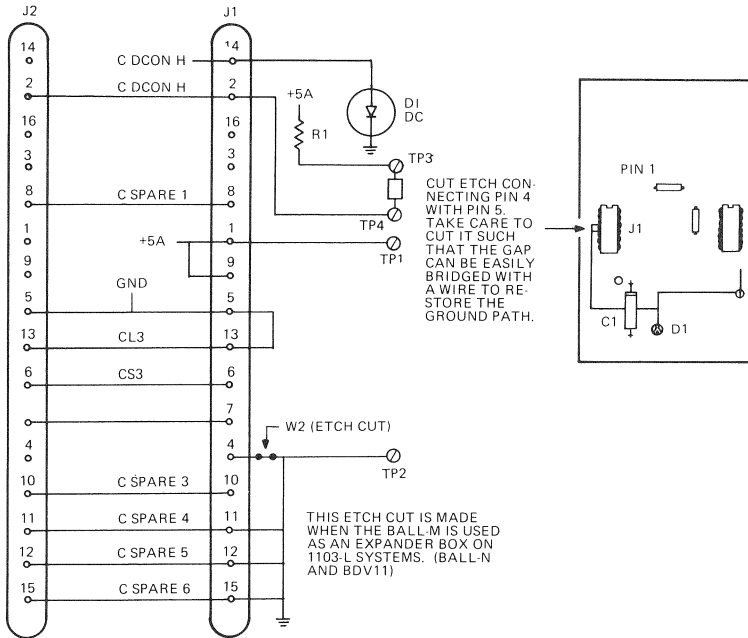 J2
J1
14
C DCON H
14
2
C DCON H
2
+5A
D1
DC
16
16
R1
3
3
TP3
8
C SPARE 1
8
TP4
1
+5A
1
TP1
9
9
GND
5
5
13
CL3
13
6
CS3
6
7
4
4
W2 (ETCH CUT)
TP2
10
C SPARE 3
10
11
C SPARE 4
11
12
C SPARE 5
12
15
C SPARE 6
15
CUT ETCH CON-
NECTING PIN 4
WITH PIN 5.
TAKE CARE TO
CUT IT SUCH
THAT THE GAP
CAN BE EASILY
BRIDGED WITH
A WIRE TO RE-
STORE THE
GROUND PATH.
PIN 1
J1
C1
D1
THIS ETCH CUT IS MADE
WHEN THE BALL-M IS USED
AS AN EXPANDER BOX ON
1103-L SYSTEMS. (BALL-N
AND BDV11)